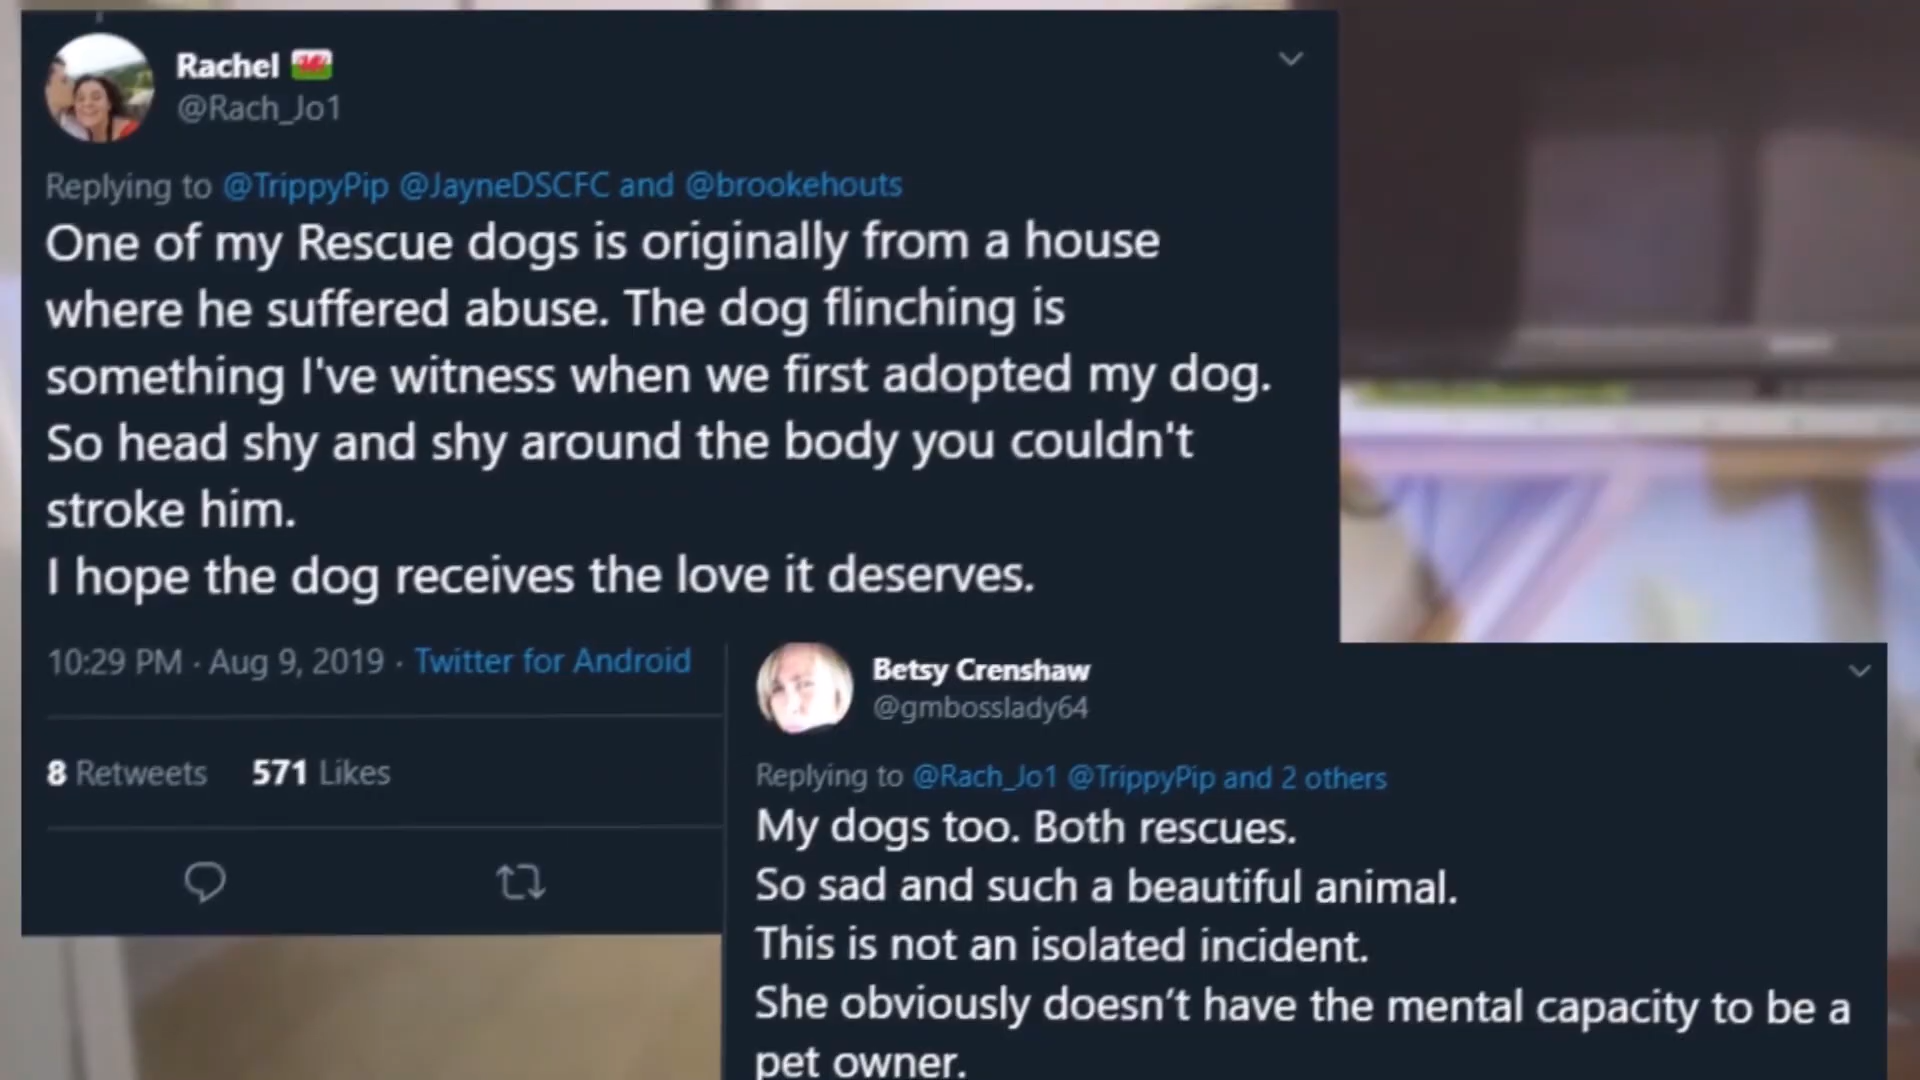 Rachel
@Rach_Jo1
Replying to @TrippyPip @JayneDSCFC and @brookehouts
One of my Rescue dogs is originally from a house
where he suffered abuse. The dog flinching is
something I've witness when we first adopted my dog.
So head shy and shy around the body you couldn't
stroke him.
I hope the dog receives the love it deserves.
10:29 PM · Aug 9, 2019 · Twitter for Android
8 Retweets 571 Likes
Betsy Crenshaw
@gmbosslady64
Replying to @Rach_Jo1 @TrippyPip and 2 others
My dogs too. Both rescues.
So sad and such a beautiful animal.
This is not an isolated incident.
She obviously doesn’t have the mental capacity to be a
pet owner.